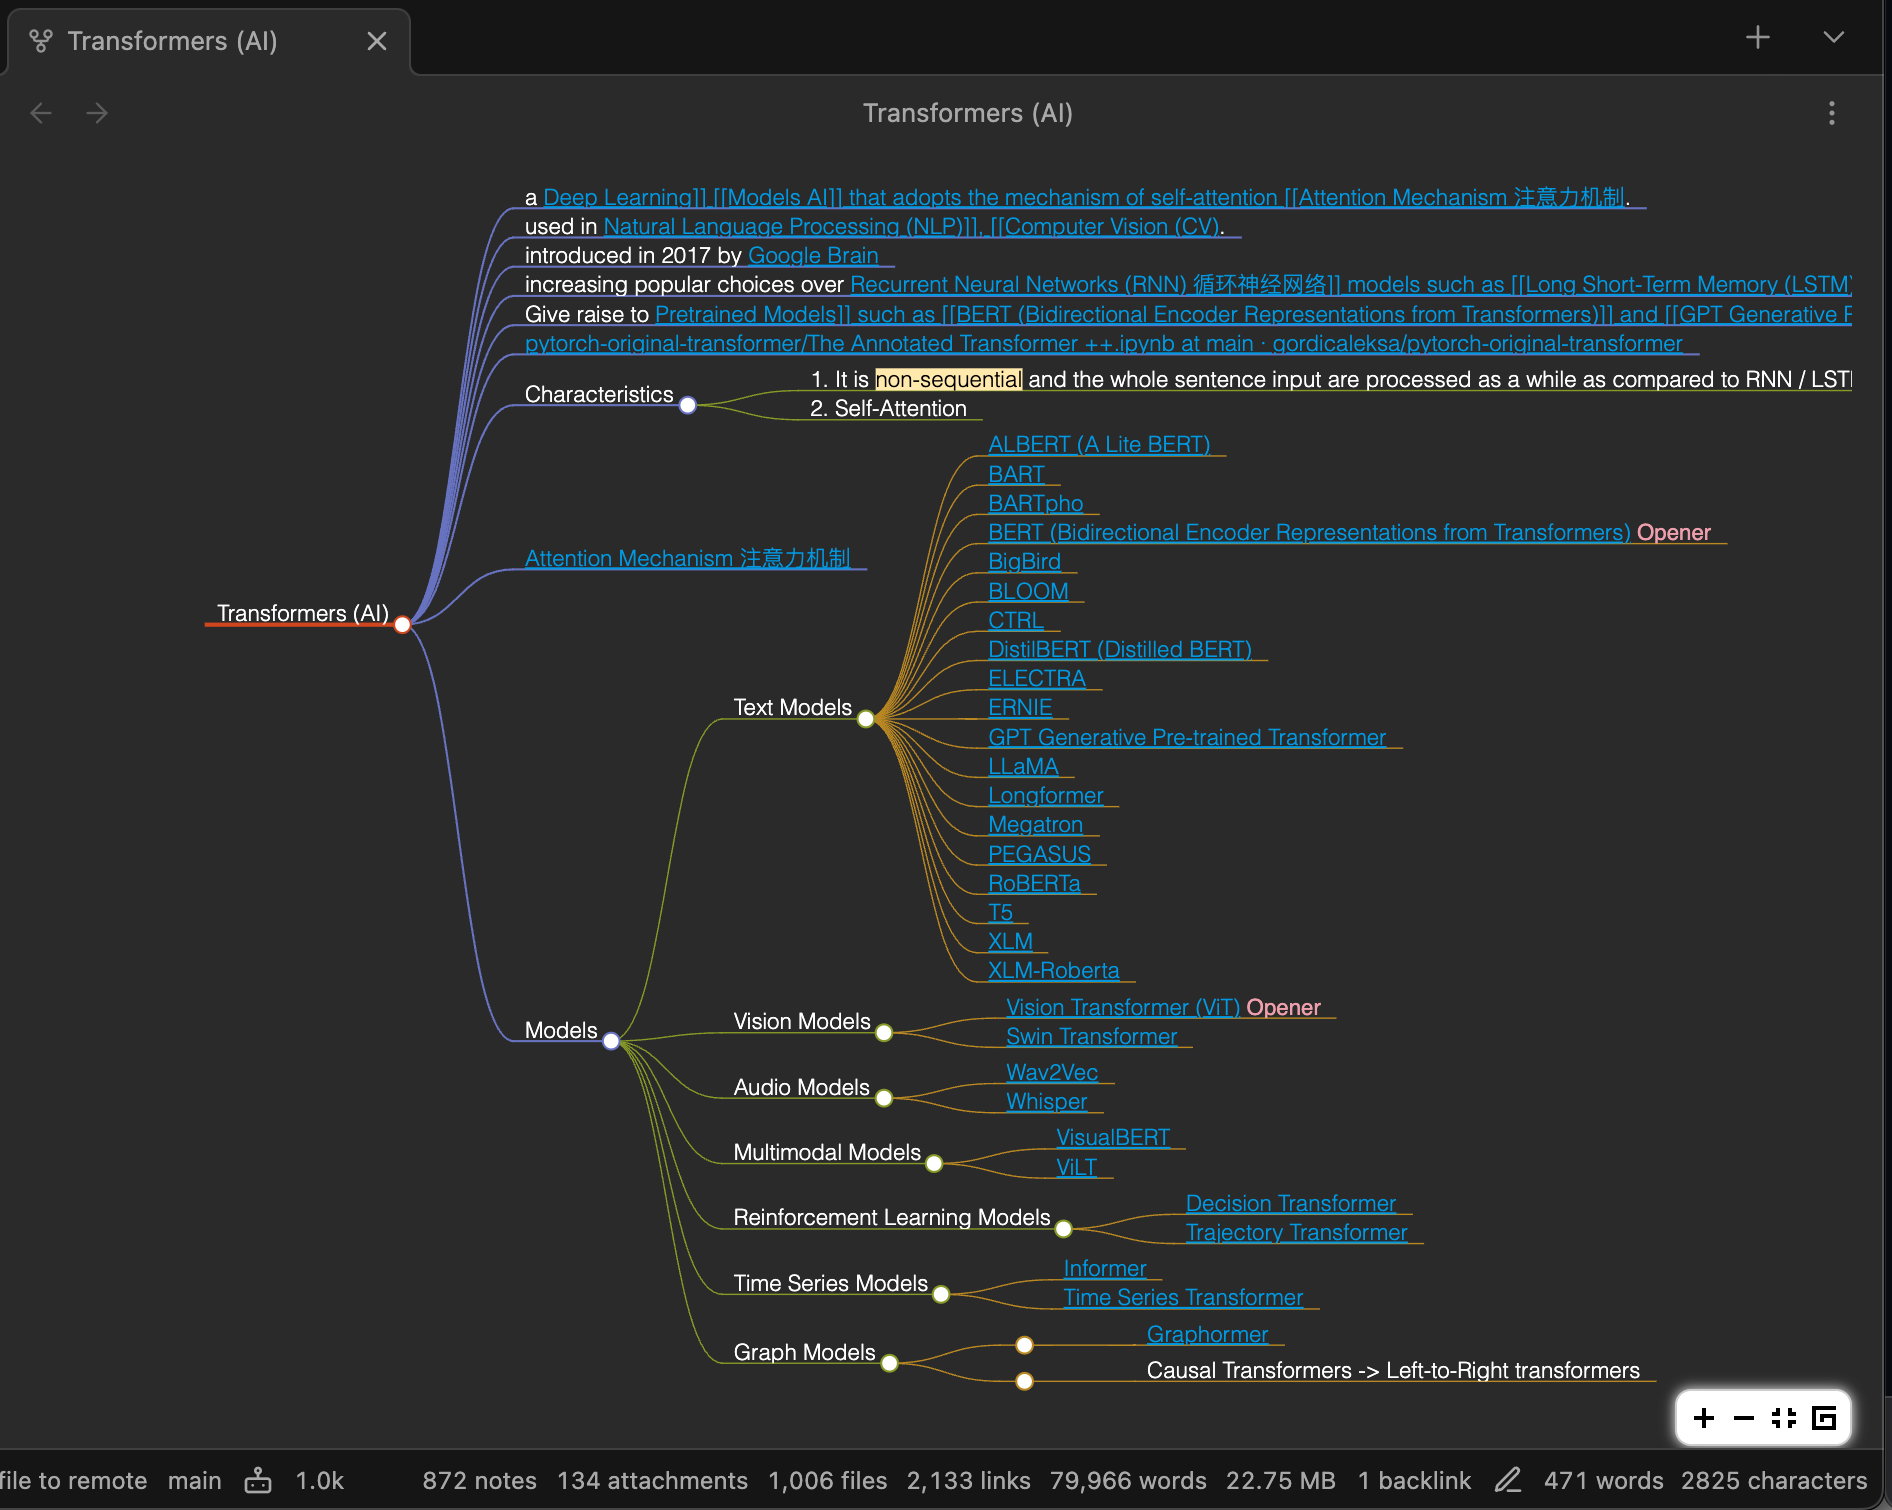 Transformers (AI)
Transformers (AI)
a Deep Learning]] [[Models AI]] that adopts the mechanism of self-attention [[Attention Mechanism 注意力机制.
used in Natural Language Processing (NLP)]], [[Computer Vision (CV).
introduced in 2017 by Google Brain
increasing popular choices over Recurrent Neural Networks (RNN) 循环神经网络]] models such as [[Long Short-Term Memory (LSTM)
Give raise to Pretrained Models]] such as [[BERT (Bidirectional Encoder Representations from Transformers)]] and [[GPT Generative
pytorch-original-transformer/The Annotated Transformer ++.ipynb at main · gordicaleksa/pytorch-original-transformer
Characteristics
1. It is non-sequential and the whole sentence input are processed as a while as compared to RNN /
2. Self-Attention
Attention Mechanism 注意力机制
Transformers (AI)
Models
Text Models
ALBERT (A Lite BERT)
BART
BARTpho
BERT (Bidirectional Encoder Representations from Transformers) Opener
BigBird
BLOOM
CTRL
DistilBERT (Distilled BERT)
ELECTRA
ERNIE
GPT Generative Pre-trained Transformer
LLaMA
Longformer
Megatron
PEGASUS
RoBERTa
T5
XLM
XLM-Roberta
Vision Models
Vision Transformer (ViT) Opener
Swin Transformer
Audio Models
Wav2Vec
Whisper
Multimodal Models
VisualBERT
ViLT
Reinforcement Learning Models
Decision Transformer
Trajectory Transformer
Time Series Models
Informer
Time Series Transformer
Graph Models
Graphormer
Causal Transformers -> Left-to-Right transformers
file to remote main 1.0k 872 notes 134 attachments 1,006 files 2,133 links 79,966 words 22.75 MB 1 backlink 471 words 2825 characters